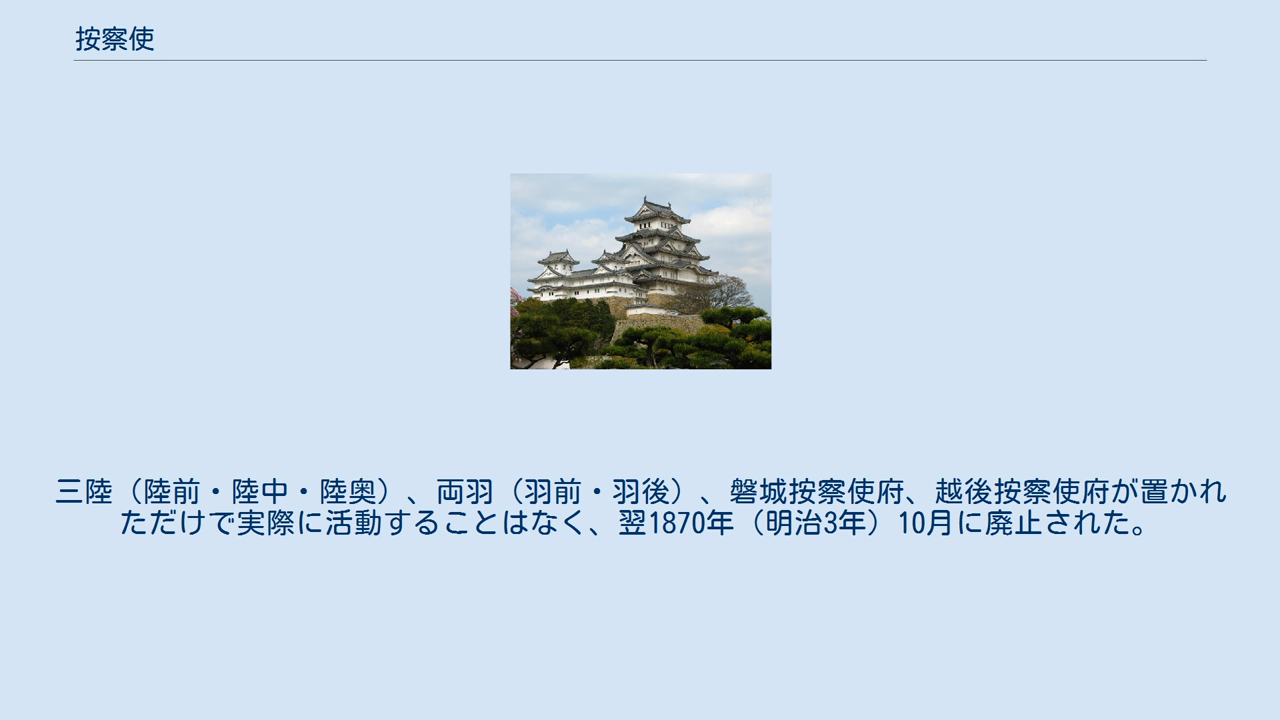 按察使
三陸（陸前・陸中・陸奥）、両羽（羽前・羽後）、磐城按察使府、越後按察使府が置かれ
ただけで実際に活動することはなく、翌1870年（明治3年）10月に廃止された。